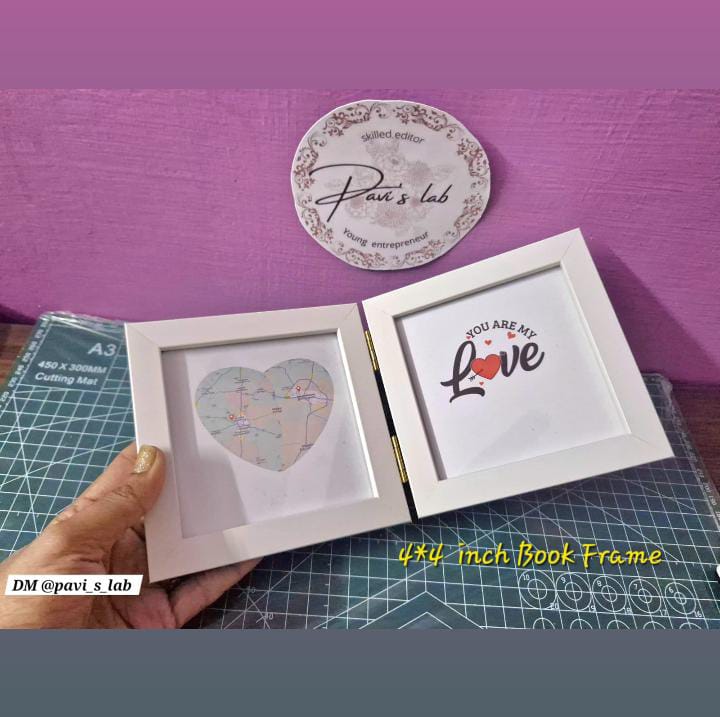 skilled editor
Pavi's lab
Young entrepreneur
A3
450 X 300MM
Cutting Mat
YOU ARE MY
Love
4*4 inch Book Frame
DM @pavi_s_lab